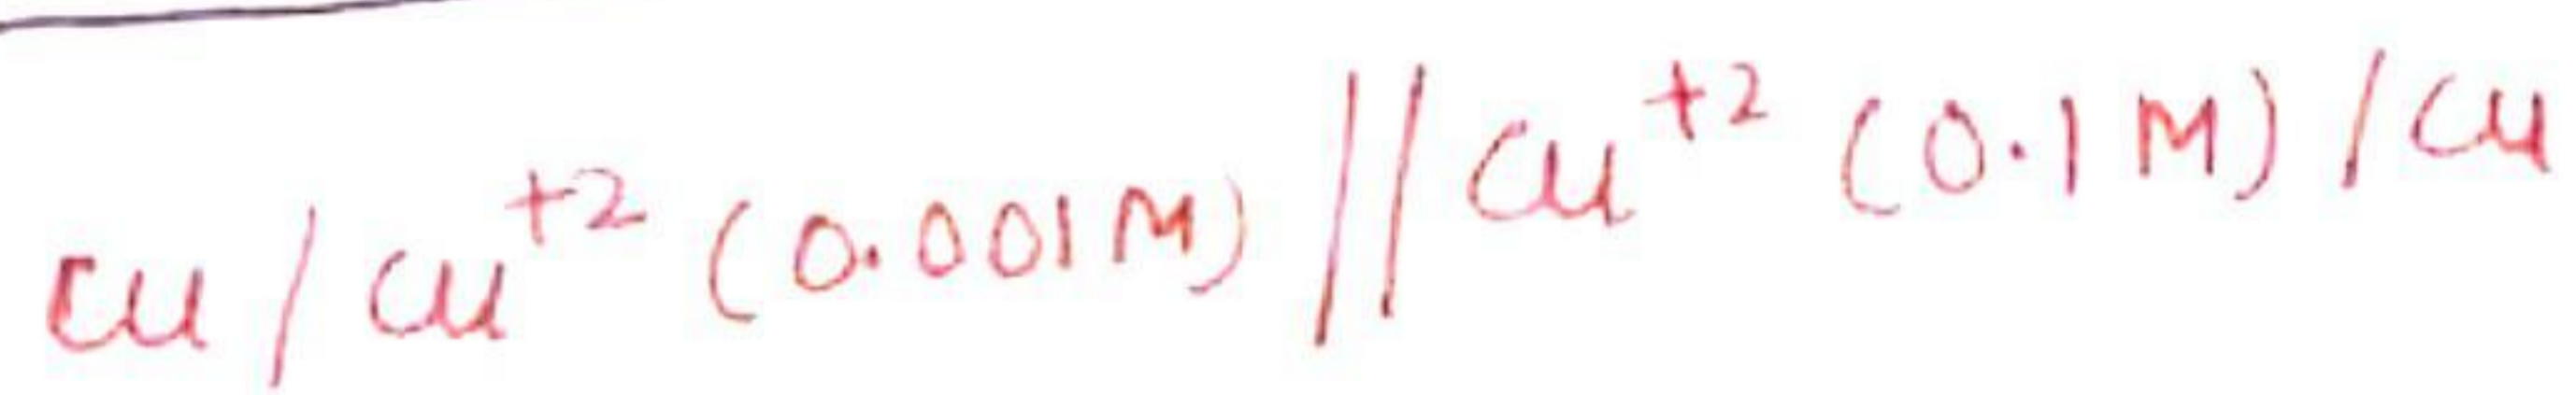 Cu / Cu⁺² (0.001M) || Cu⁺² (0.1M) / Cu